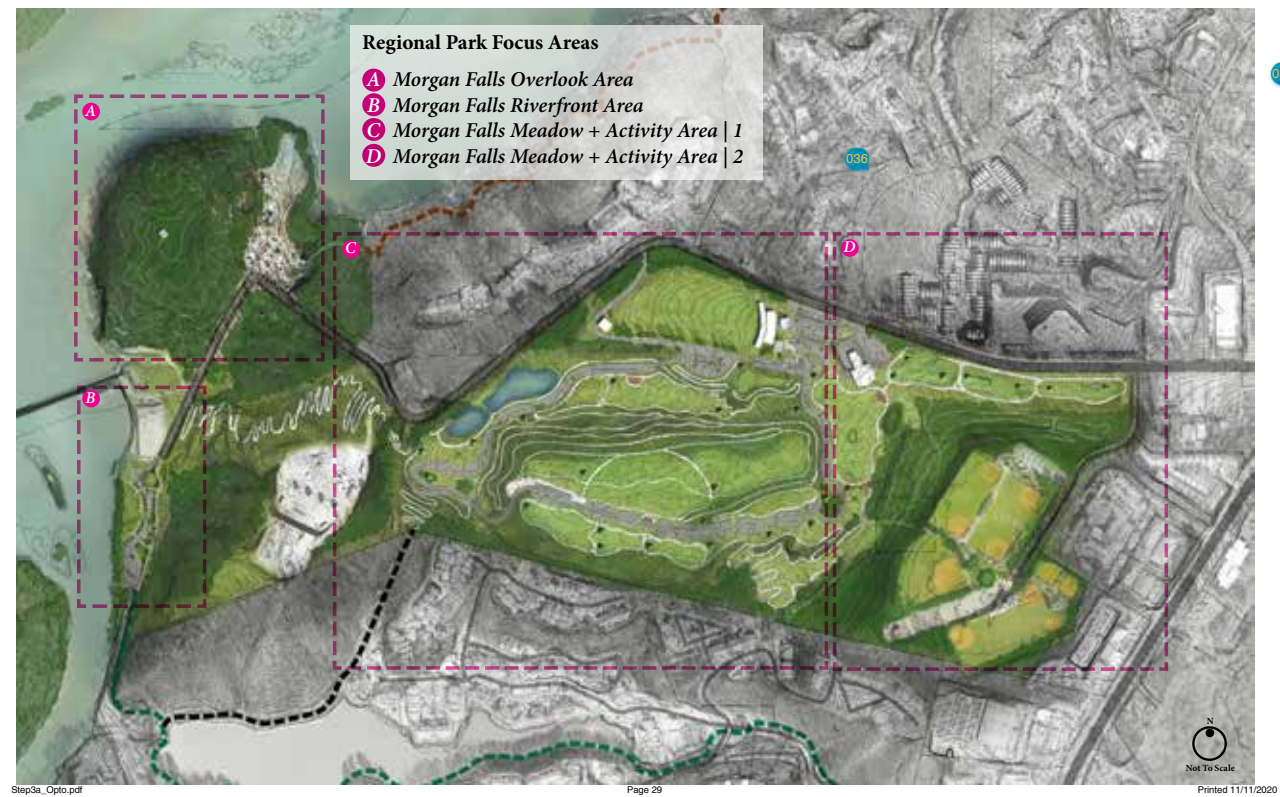 Regional Park Focus Areas
A Morgan Falls Overlook Area
B Morgan Falls Riverfront Area
C Morgan Falls Meadow + Activity Area | 1
D Morgan Falls Meadow + Activity Area | 2
A
036
C
D
B
N
Not To Scale
Step3a_Opto.pdf
Page 29
Printed 11/11/2020